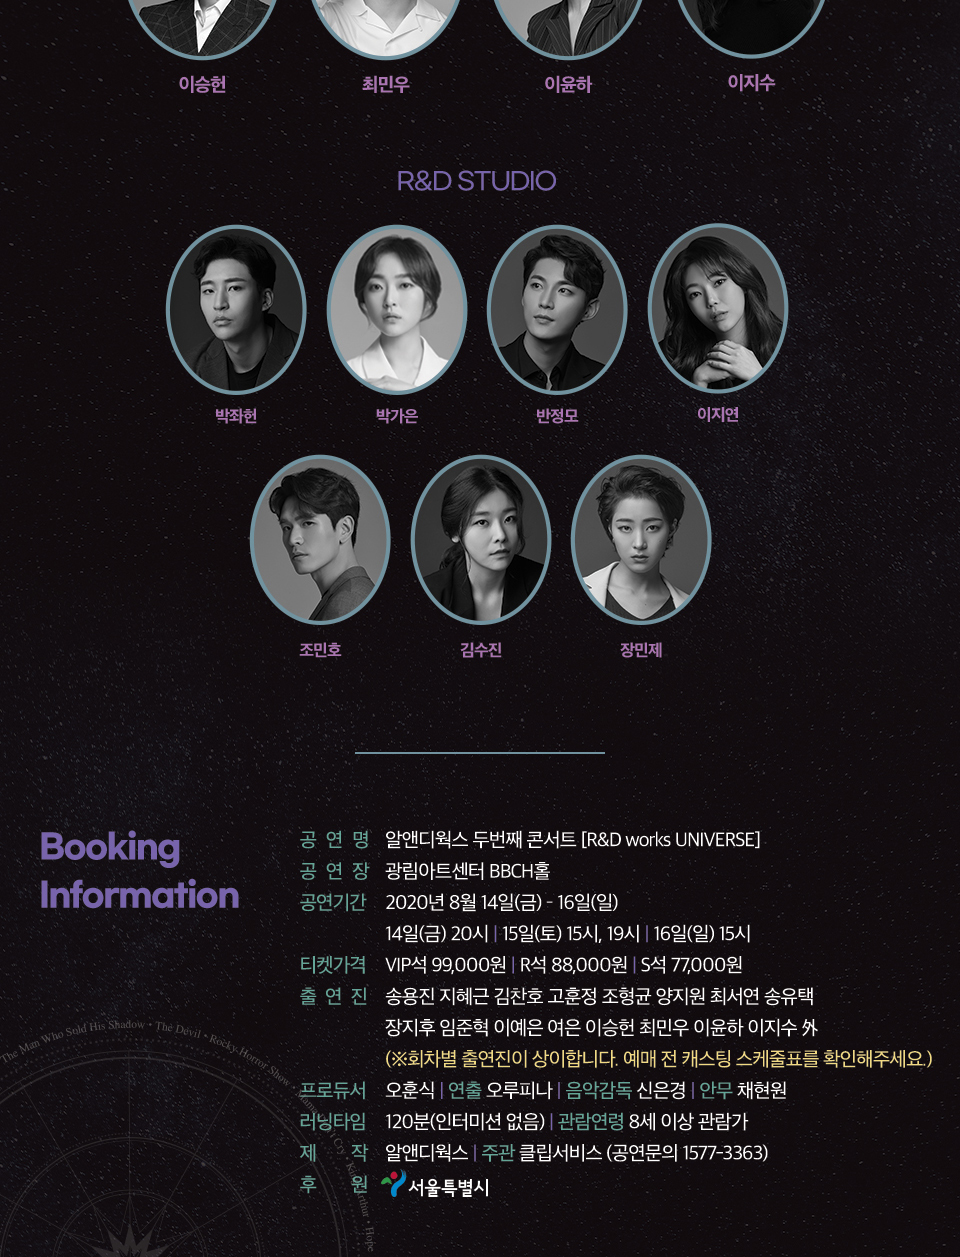 이승헌 최민우 이윤하 이지수
R&D STUDIO
박좌헌 박가은 반정모 이지연
조민호 김수진 장민제
Booking
Information
공 연 명 알앤디웍스 두번째 콘서트 [R&D works UNIVERSE]
공 연 장 광림아트센터 BBCH홀
공연기간 2020년 8월 14일(금) - 16일(일)
14일(금) 20시 | 15일(토) 15시, 19시 | 16일(일) 15시
티켓가격 VIP석 99,000원 | R석 88,000원 | S석 77,000원
출 연 진 송용진 지혜근 김찬호 고훈정 조형균 양지원 최서연 송유택
장지후 임준혁 이예은 여은 이승헌 최민우 이윤하 이지수 外
(※회차별 출연진이 상이합니다. 예매 전 캐스팅 스케줄표를 확인해주세요.)
프로듀서 오훈식 | 연출 오루피나 | 음악감독 신은경 | 안무 채현원
러닝타임 120분(인터미션 없음) | 관람연령 8세 이상 관람가
제 작 알앤디웍스 | 주관 클립서비스 (공연문의 1577-3363)
후 원 서울특별시
The Man Who Sold His Shadow • The Devil • Rocky Horror Show
Cry • King Arthur • Hope